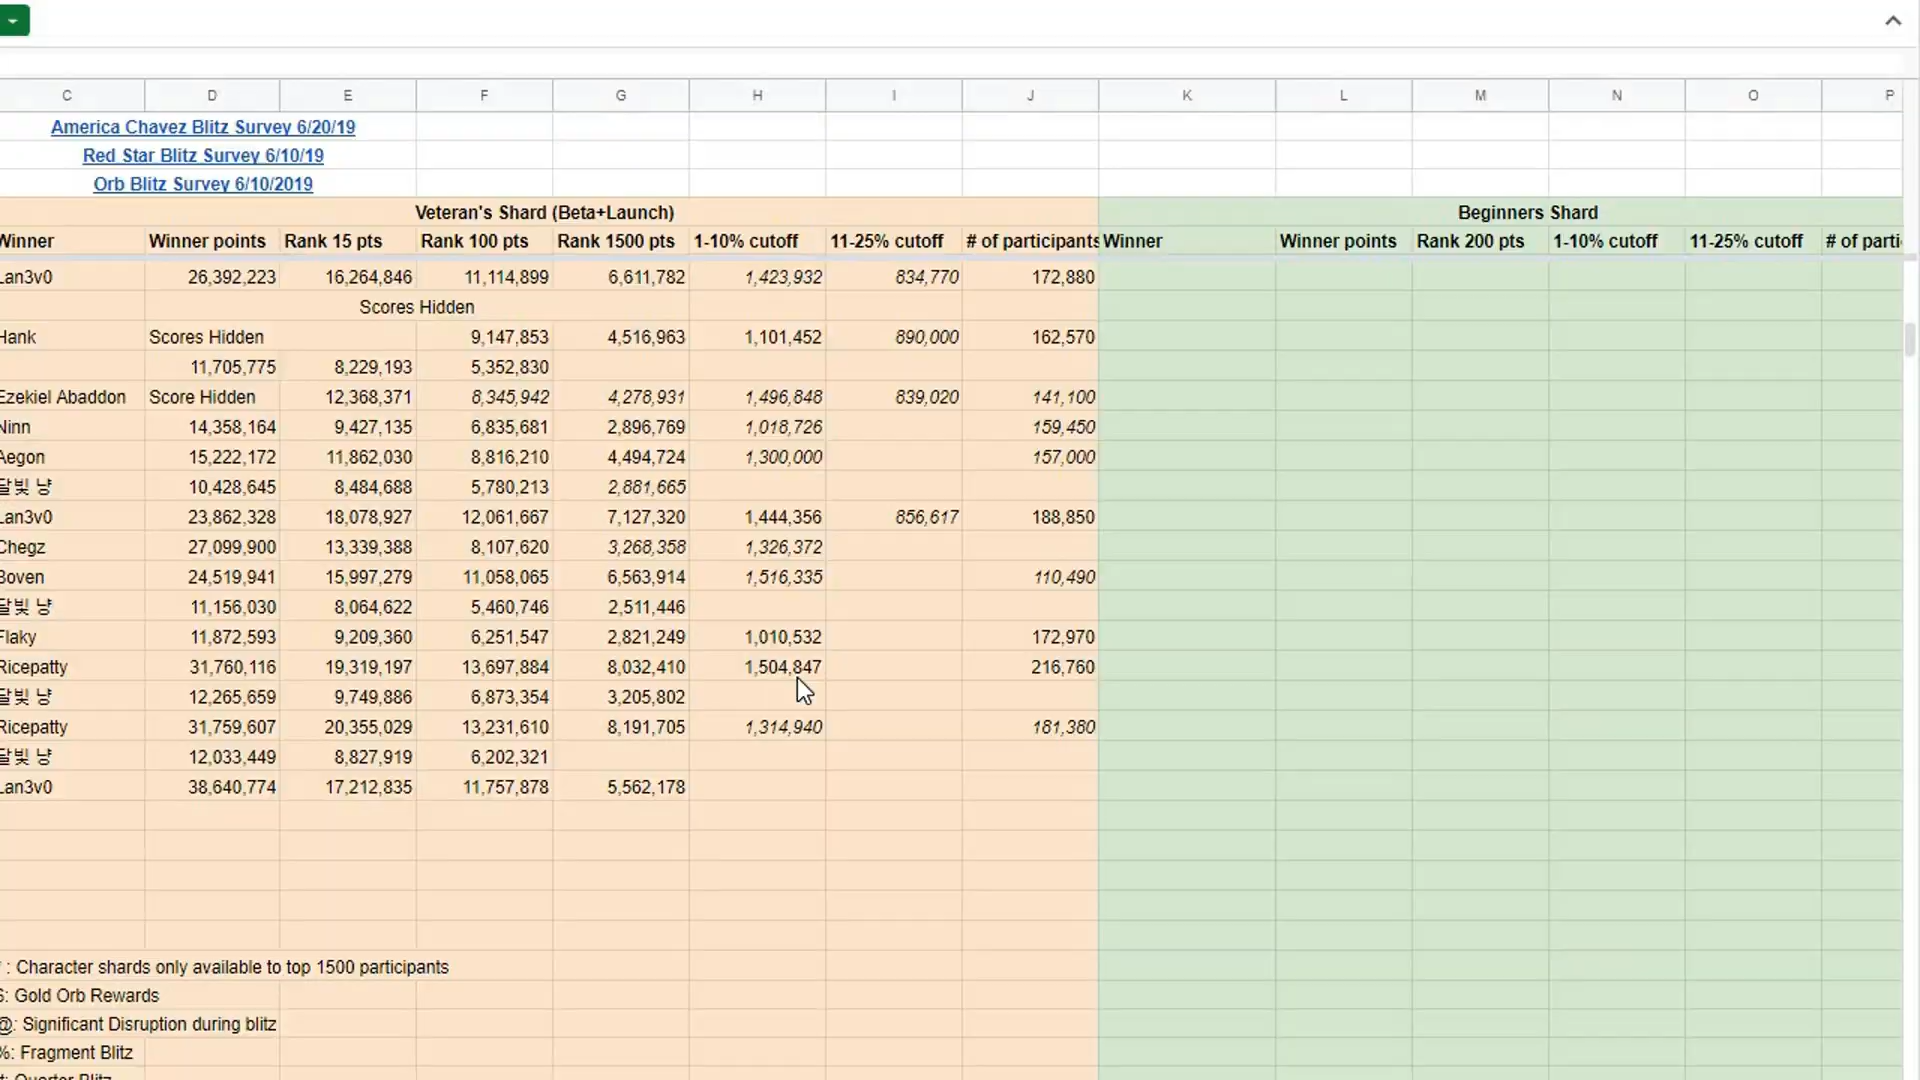 C D E F G H I J K L M N O P
America Chavez Blitz Survey 6/20/19
Red Star Blitz Survey 6/10/19
Orb Blitz Survey 6/10/2019
Veteran's Shard (Beta+Launch) Beginners Shard
Winner Winner points Rank 15 pts Rank 100 pts Rank 1500 pts 1-10% cutoff 11-25% cutoff # of participants Winner Winner points Rank 200 pts 1-10% cutoff 11-25% cutoff # of parti
Lan3v0 26,392,223 16,264,846 11,114,899 6,611,782 1,423,932 834,770 172,880
Scores Hidden
Hank Scores Hidden 9,147,853 4,516,963 1,101,452 890,000 162,570
11,705,775 8,229,193 5,352,830
Ezekiel Abaddon Score Hidden 12,368,371 8,345,942 4,278,931 1,496,848 839,020 141,100
Ninn 14,358,164 9,427,135 6,835,681 2,896,769 1,018,726 159,450
Aegon 15,222,172 11,862,030 8,816,210 4,494,724 1,300,000 157,000
달빛 냥 10,428,645 8,484,688 5,780,213 2,881,665
Lan3v0 23,862,328 18,078,927 12,061,667 7,127,320 1,444,356 856,617 188,850
Chegz 27,099,900 13,339,388 8,107,620 3,268,358 1,326,372
Boven 24,519,941 15,997,279 11,058,065 6,563,914 1,516,335 110,490
달빛 냥 11,156,030 8,064,622 5,460,746 2,511,446
Flaky 11,872,593 9,209,360 6,251,547 2,821,249 1,010,532 172,970
Ricepatty 31,760,116 19,319,197 13,697,884 8,032,410 1,504,847 216,760
달빛 냥 12,265,659 9,749,886 6,873,354 3,205,802
Ricepatty 31,759,607 20,355,029 13,231,610 8,191,705 1,314,940 181,380
달빛 냥 12,033,449 8,827,919 6,202,321
Lan3v0 38,640,774 17,212,835 11,757,878 5,562,178
: Character shards only available to top 1500 participants
$: Gold Orb Rewards
@: Significant Disruption during blitz
%: Fragment Blitz
Quarter Blitz